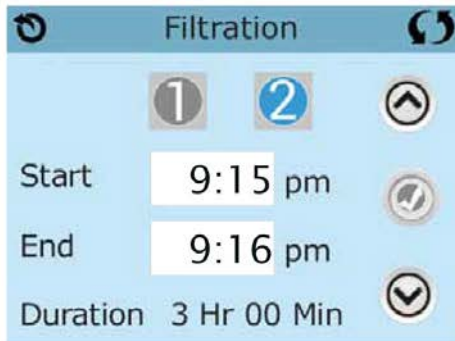 Filtration
1 2
Start 9:15 pm
End 9:16 pm
Duration 3 Hr 00 Min